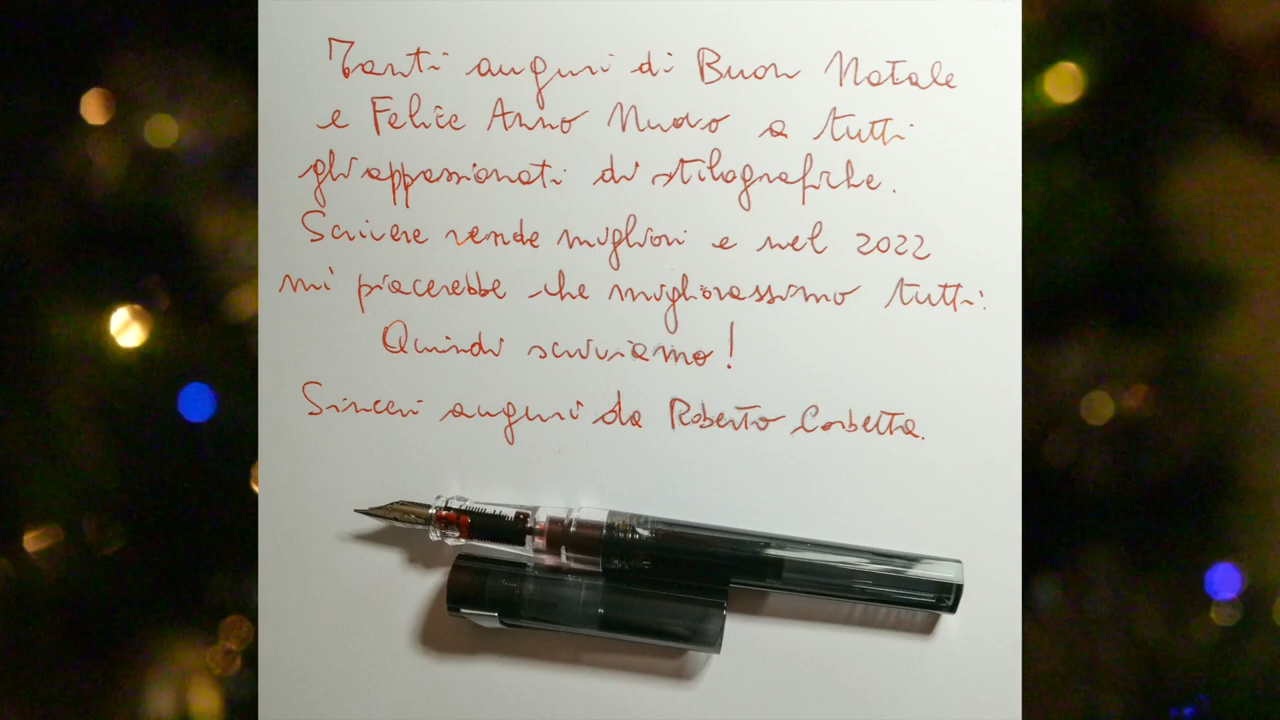 Tanti auguri di Buon Natale
e Felice Anno Nuovo a tutti
gli appassionati di stilografiche.
Scrivere rende migliori e nel 2022
mi piacerebbe che migliorassimo tutti.
Quindi scriviamo!
Sinceri auguri da Roberto Corbetta.